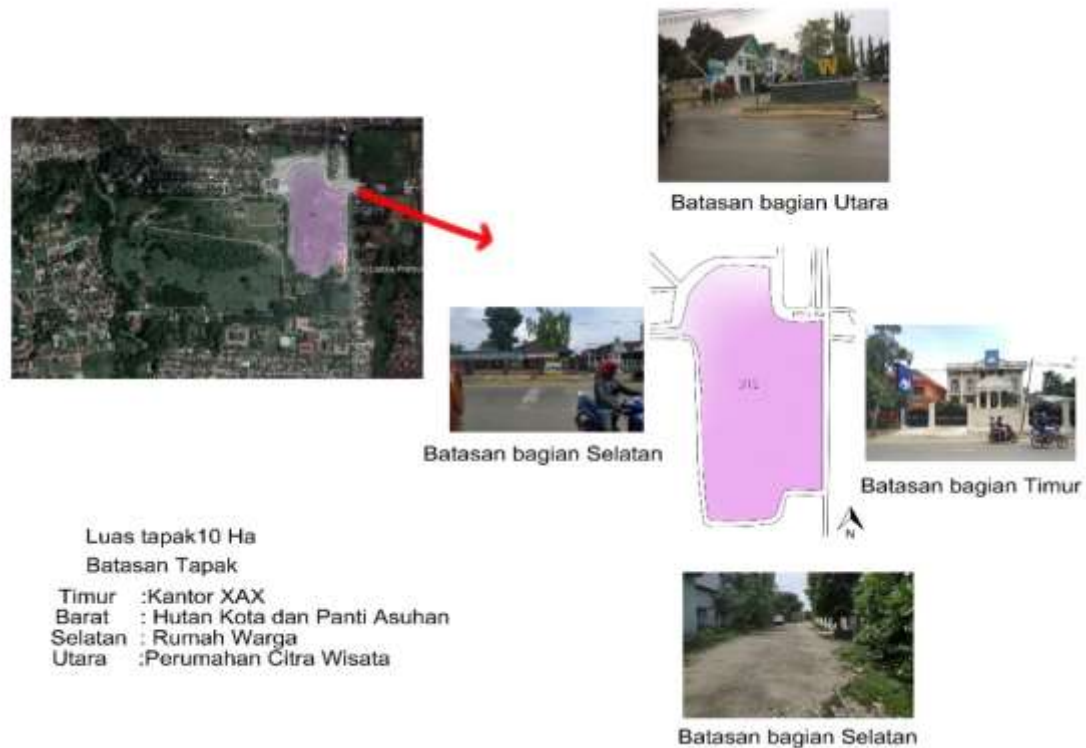 Batasan bagian Utara
Batasan bagian Selatan
Batasan bagian Timur
N
Luas tapak10 Ha
Batasan Tapak
Timur :Kantor XAX
Barat : Hutan Kota dan Panti Asuhan
Selatan : Rumah Warga
Utara :Perumahan Citra Wisata
Batasan bagian Selatan